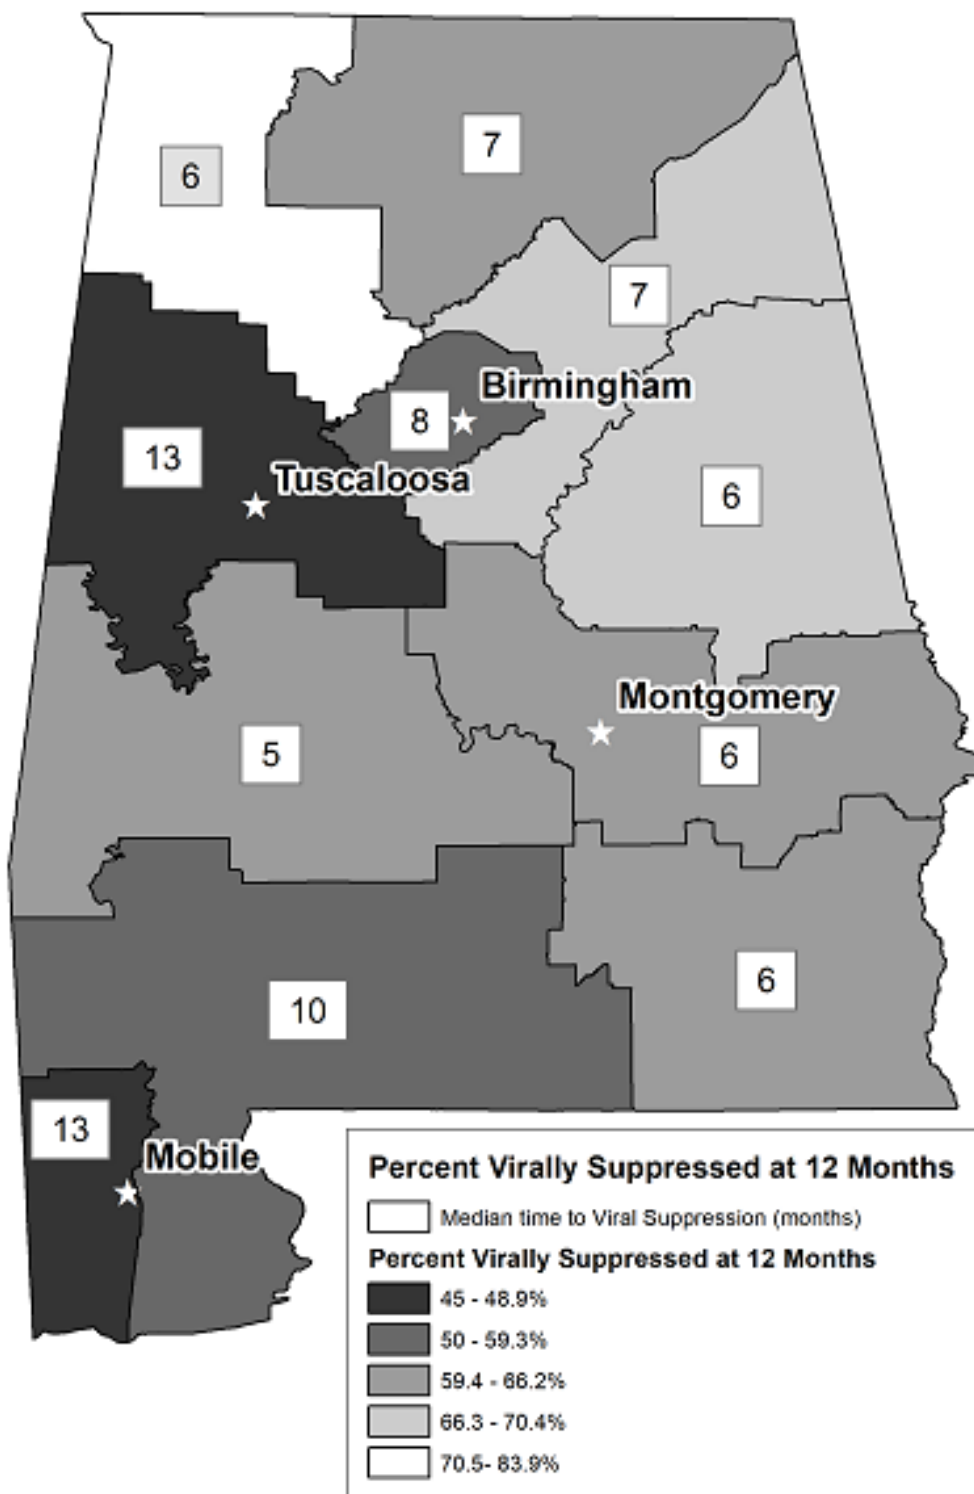 6
7
7
Birmingham
8
13
Tuscaloosa
6
Montgomery
5
6
6
10
13
Mobile
Percent Virally Suppressed at 12 Months
Median time to Viral Suppression (months)
Percent Virally Suppressed at 12 Months
45 - 48.9%
50 - 59.3%
59.4 - 66.2%
66.3 - 70.4%
70.5- 83.9%